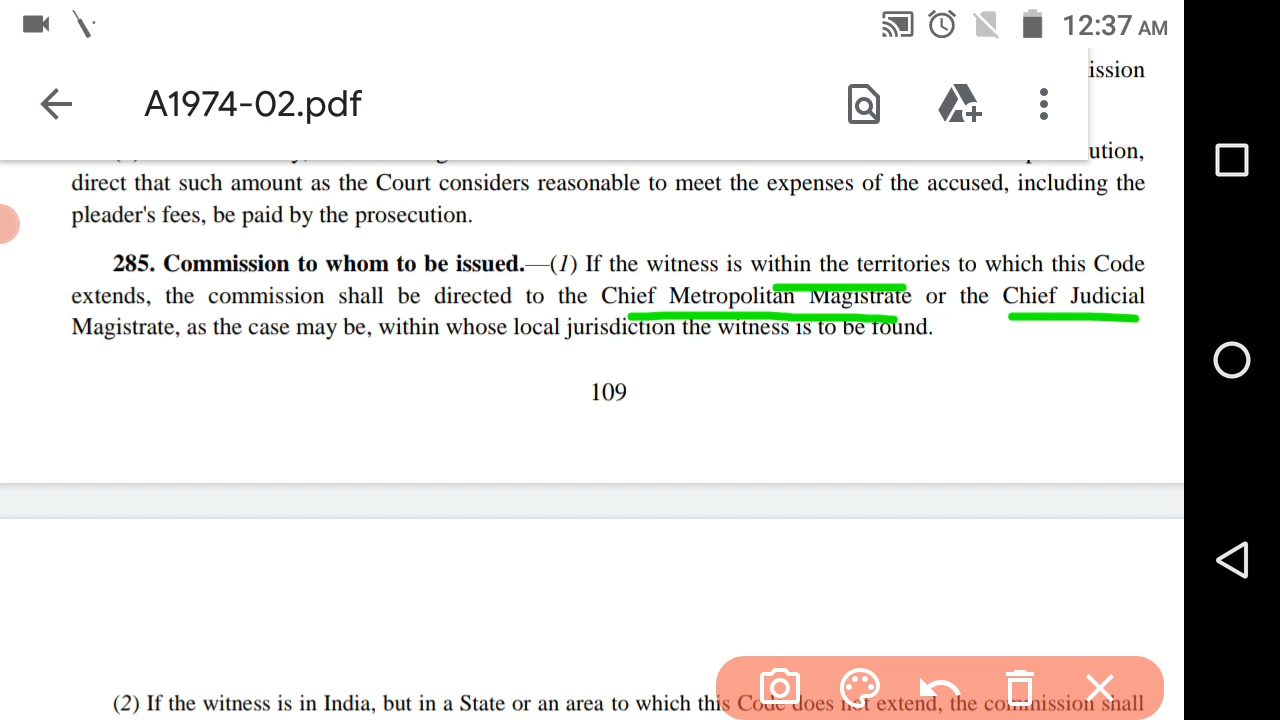 12:37 AM
ission
A1974-02.pdf
ution,
direct that such amount as the Court considers reasonable to meet the expenses of the accused, including the
pleader's fees, be paid by the prosecution.
285. Commission to whom to be issued.—(1) If the witness is within the territories to which this Code
extends, the commission shall be directed to the Chief Metropolitan Magistrate or the Chief Judicial
Magistrate, as the case may be, within whose local jurisdiction the witness is to be found.
109
(2) If the witness is in India, but in a State or an area to which this Code does not extend, the commission shall